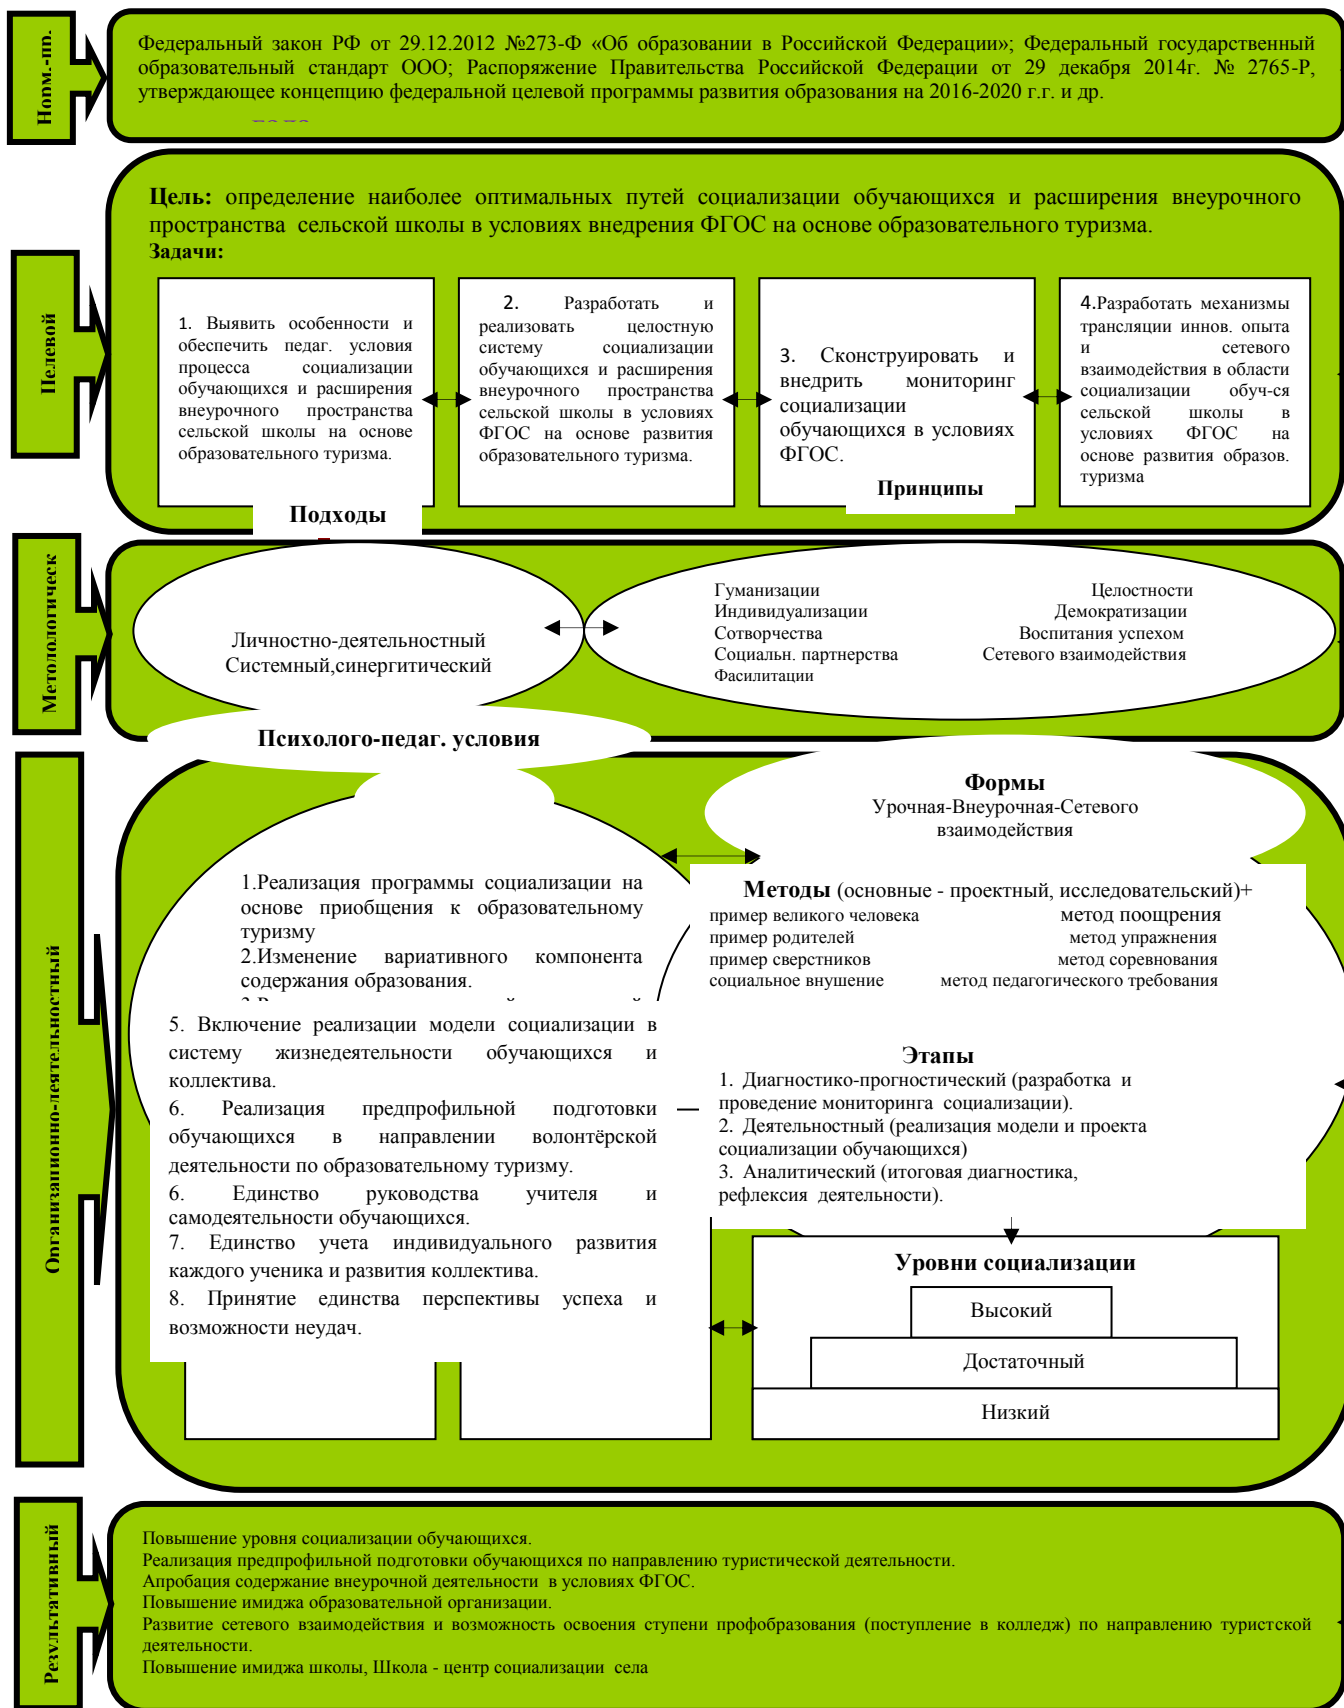 Норм.-пр.
Федеральный закон РФ от 29.12.2012 №273-Ф «Об образовании в Российской Федерации»; Федеральный государственный
образовательный стандарт ООО; Распоряжение Правительства Российской Федерации от 29 декабря 2014г. № 2765-Р,
утверждающее концепцию федеральной целевой программы развития образования на 2016-2020 г.г. и др.
Целевой
Цель: определение наиболее оптимальных путей социализации обучающихся и расширения внеурочного
пространства сельской школы в условиях внедрения ФГОС на основе образовательного туризма.
Задачи:
1. Выявить особенности и
обеспечить педаг. условия
процесса социализации
обучающихся и расширения
внеурочного пространства
сельской школы на основе
образовательного туризма.
2. Разработать и
реализовать целостную
систему социализации
обучающихся и расширения
внеурочного пространства
сельской школы в условиях
ФГОС на основе развития
образовательного туризма.
3. Сконструировать и
внедрить мониторинг
социализации
обучающихся в условиях
ФГОС.
4.Разработать механизмы
трансляции иннов. опыта
и сетевого
взаимодействия в области
социализации обуч-ся
сельской школы в
условиях ФГОС на
основе развития образов.
туризма
Подходы
Принципы
Методологическ
Личностно-деятельностный
Системный,синергитический
Гуманизации Целостности
Индивидуализации Демократизации
Сотворчества Воспитания успехом
Социальн. партнерства Сетевого взаимодействия
Фасилитации
Организационно-деятельностный
Психолого-педаг. условия
1.Реализация программы социализации на
основе приобщения к образовательному
туризму
2.Изменение вариативного компонента
содержания образования.
5. Включение реализации модели социализации в
систему жизнедеятельности обучающихся и
коллектива.
6. Реализация предпрофильной подготовки
обучающихся в направлении волонтёрской
деятельности по образовательному туризму.
6. Единство руководства учителя и
самодеятельности обучающихся.
7. Единство учета индивидуального развития
каждого ученика и развития коллектива.
8. Принятие единства перспективы успеха и
возможности неудач.
Формы
Урочная-Внеурочная-Сетевого
взаимодействия
Методы (основные - проектный, исследовательский)+
пример великого человека метод поощрения
пример родителей метод упражнения
пример сверстников метод соревнования
социальное внушение метод педагогического требования
Этапы
1. Диагностико-прогностический (разработка и
проведение мониторинга социализации).
2. Деятельностный (реализация модели и проекта
социализации обучающихся)
3. Аналитический (итоговая диагностика,
рефлексия деятельности).
Уровни социализации
Высокий
Достаточный
Низкий
Результативный
Повышение уровня социализации обучающихся.
Реализация предпрофильной подготовки обучающихся по направлению туристической деятельности.
Апробация содержание внеурочной деятельности в условиях ФГОС.
Повышение имиджа образовательной организации.
Развитие сетевого взаимодействия и возможность освоения ступени профобразования (поступление в колледж) по направлению туристской
деятельности.
Повышение имиджа школы, Школа - центр социализации села